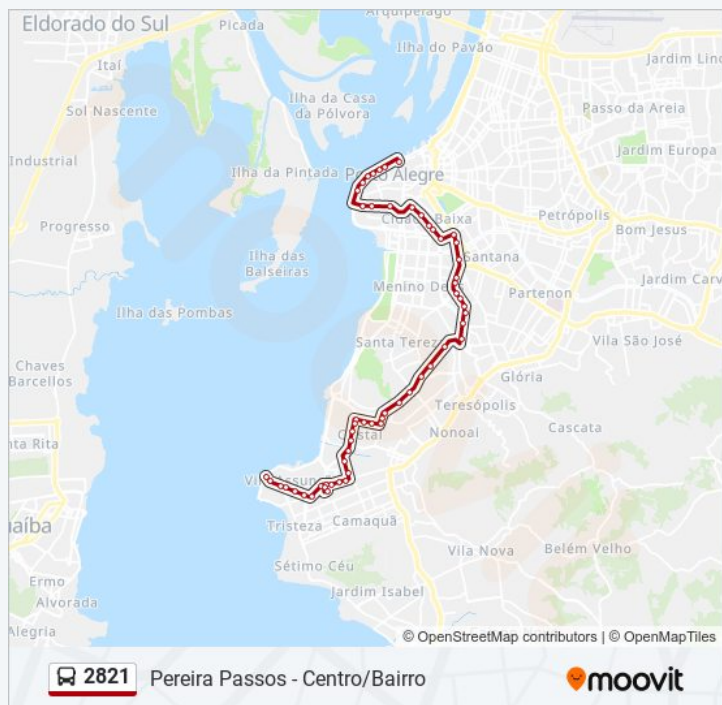 Eldorado do Sul
Picada
Arquipélago
Ilha do Pavão
Itaí
Jardim Lind
Sol Nascente
Ilha da Casa
da Pólvora
Passo da Areia
Industrial
Ilha da Pintada
Porto Alegre
Jardim Europa
Progresso
Cidade Baixa
Petrópolis
Bom Jesus
Ilha das
Balseiras
Santana
Menino Deus
Jardim Carv
Partenon
Ilha das Pombas
Santa Tereza
Vila São José
Chaves
Barcellos
Glória
Teresópolis
Cascata
Nonoai
Cristal
anta Rita
Vila Assunção
uaíba
Tristeza
Camaquã
Vila Nova
Belém Velho
Ermo
Sétimo Céu
Alvorada
Jardim Isabel
Alegria
© OpenStreetMap contributors | © OpenMapTiles
2821 Pereira Passos - Centro/Bairro
moovit